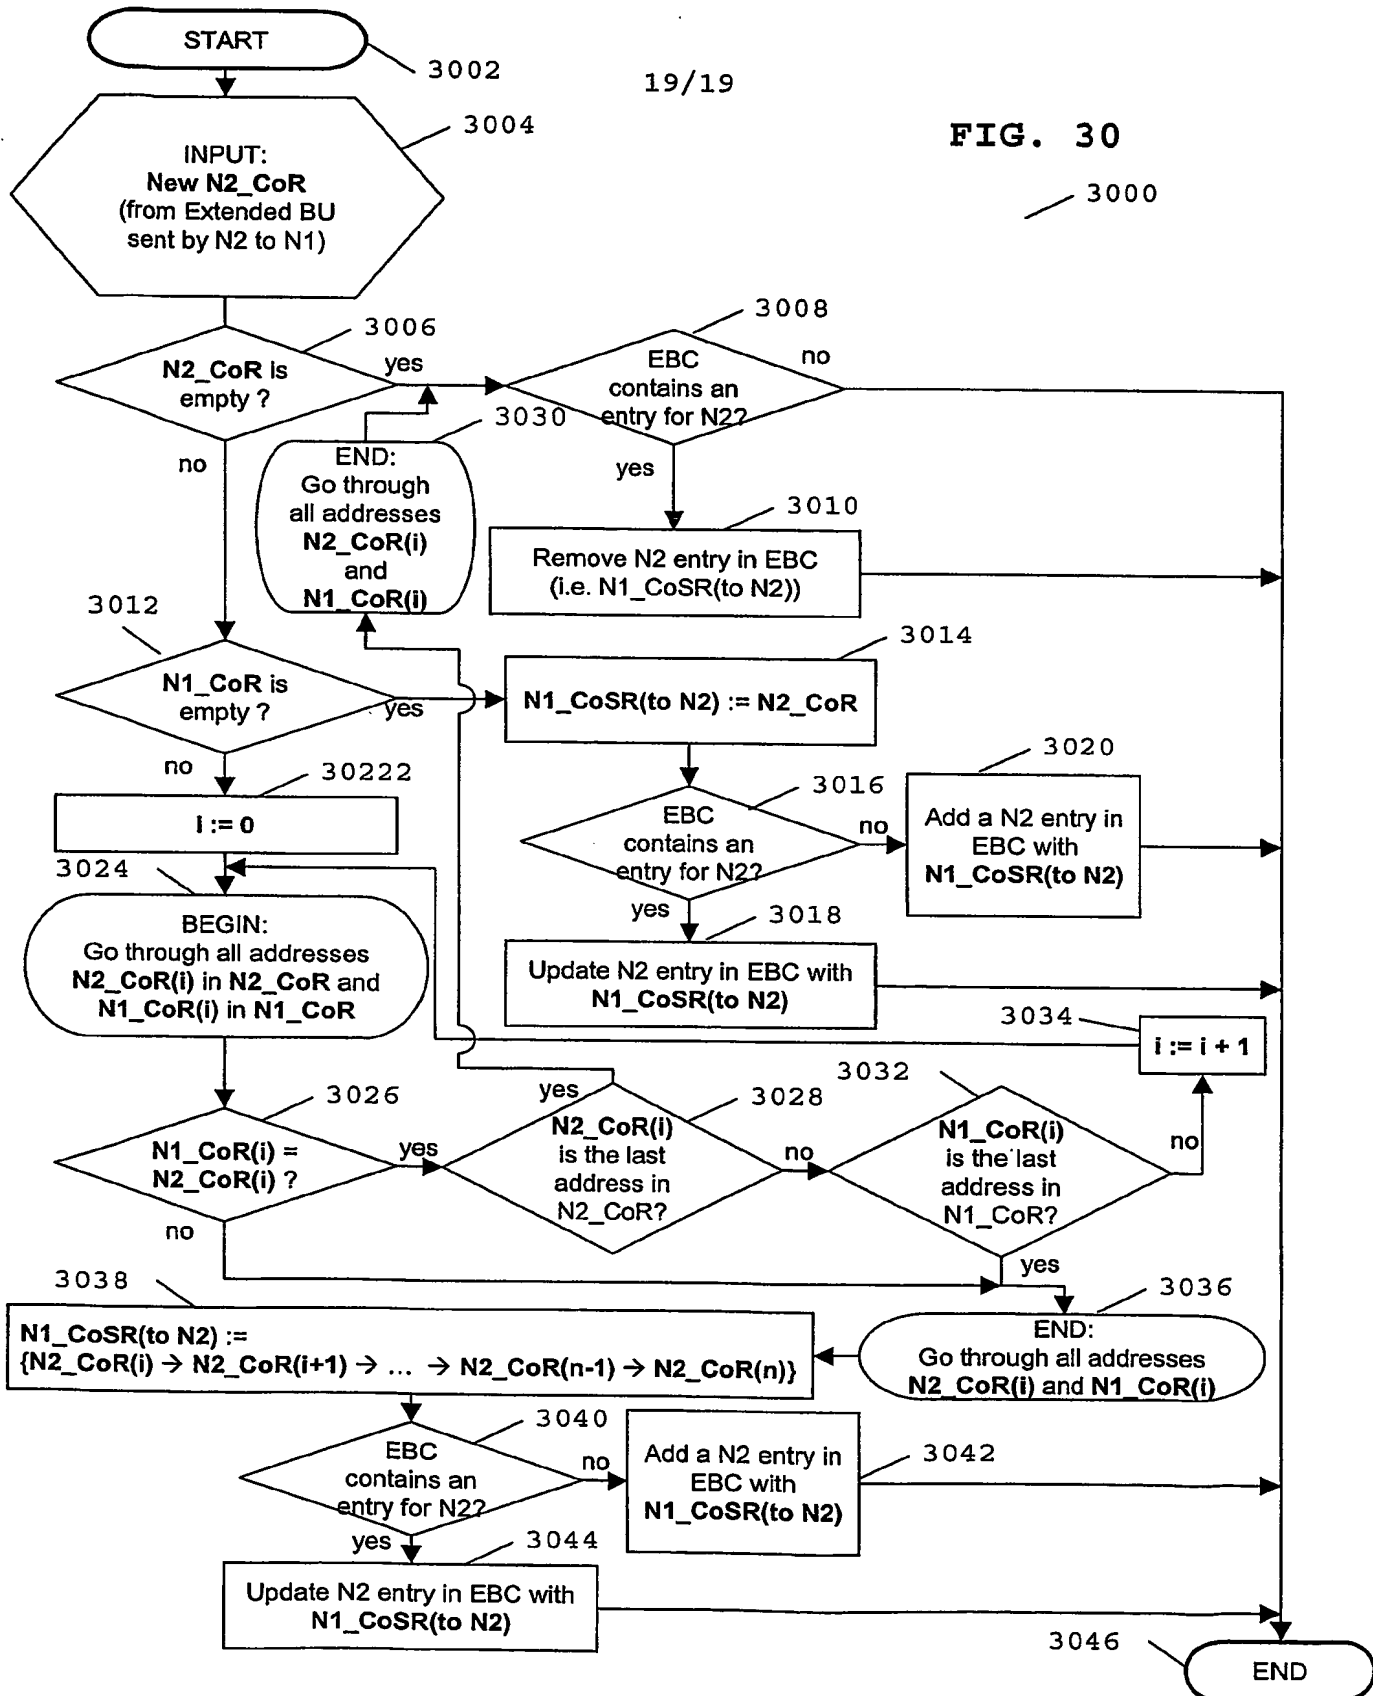 START
3002
19/19
3004
FIG. 30
INPUT:
New N2_CoR
(from Extended BU
sent by N2 to N1)
3000
3006
3008
N2_CoR is
empty ?
yes
EBC
contains an
entry for N2?
no
3030
no
END:
Go through
all addresses
N2_CoR(i)
and
N1_CoR(i)
yes
3010
Remove N2 entry in EBC
(i.e. N1_CoSR(to N2))
3012
3014
N1_CoR is
empty ?
yes
N1_CoSR(to N2) := N2_CoR
no
30222
3020
i := 0
3016
EBC
contains an
entry for N2?
no
Add a N2 entry in
EBC with
N1_CoSR(to N2)
3024
yes
3018
BEGIN:
Go through all addresses
N2_CoR(i) in N2_CoR and
N1_CoR(i) in N1_CoR
Update N2 entry in EBC with
N1_CoSR(to N2)
3034
i := i + 1
3026
yes
3028
3032
N1_CoR(i) =
N2_CoR(i) ?
yes
N2_CoR(i)
is the last
address in
N2_CoR?
no
N1_CoR(i)
is the last
address in
N1_CoR?
no
no
yes
3038
3036
N1_CoSR(to N2) :=
{N2_CoR(i) → N2_CoR(i+1) → ... → N2_CoR(n-1) → N2_CoR(n)}
END:
Go through all addresses
N2_CoR(i) and N1_CoR(i)
3040
EBC
contains an
entry for N2?
no
Add a N2 entry in
EBC with
N1_CoSR(to N2)
3042
yes
3044
Update N2 entry in EBC with
N1_CoSR(to N2)
3046
END